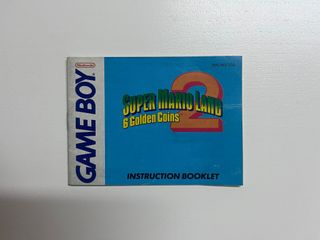 Nintendo
GAME BOY
SUPER MARIO LAND
2
6 Golden Coins
INSTRUCTION BOOKLET